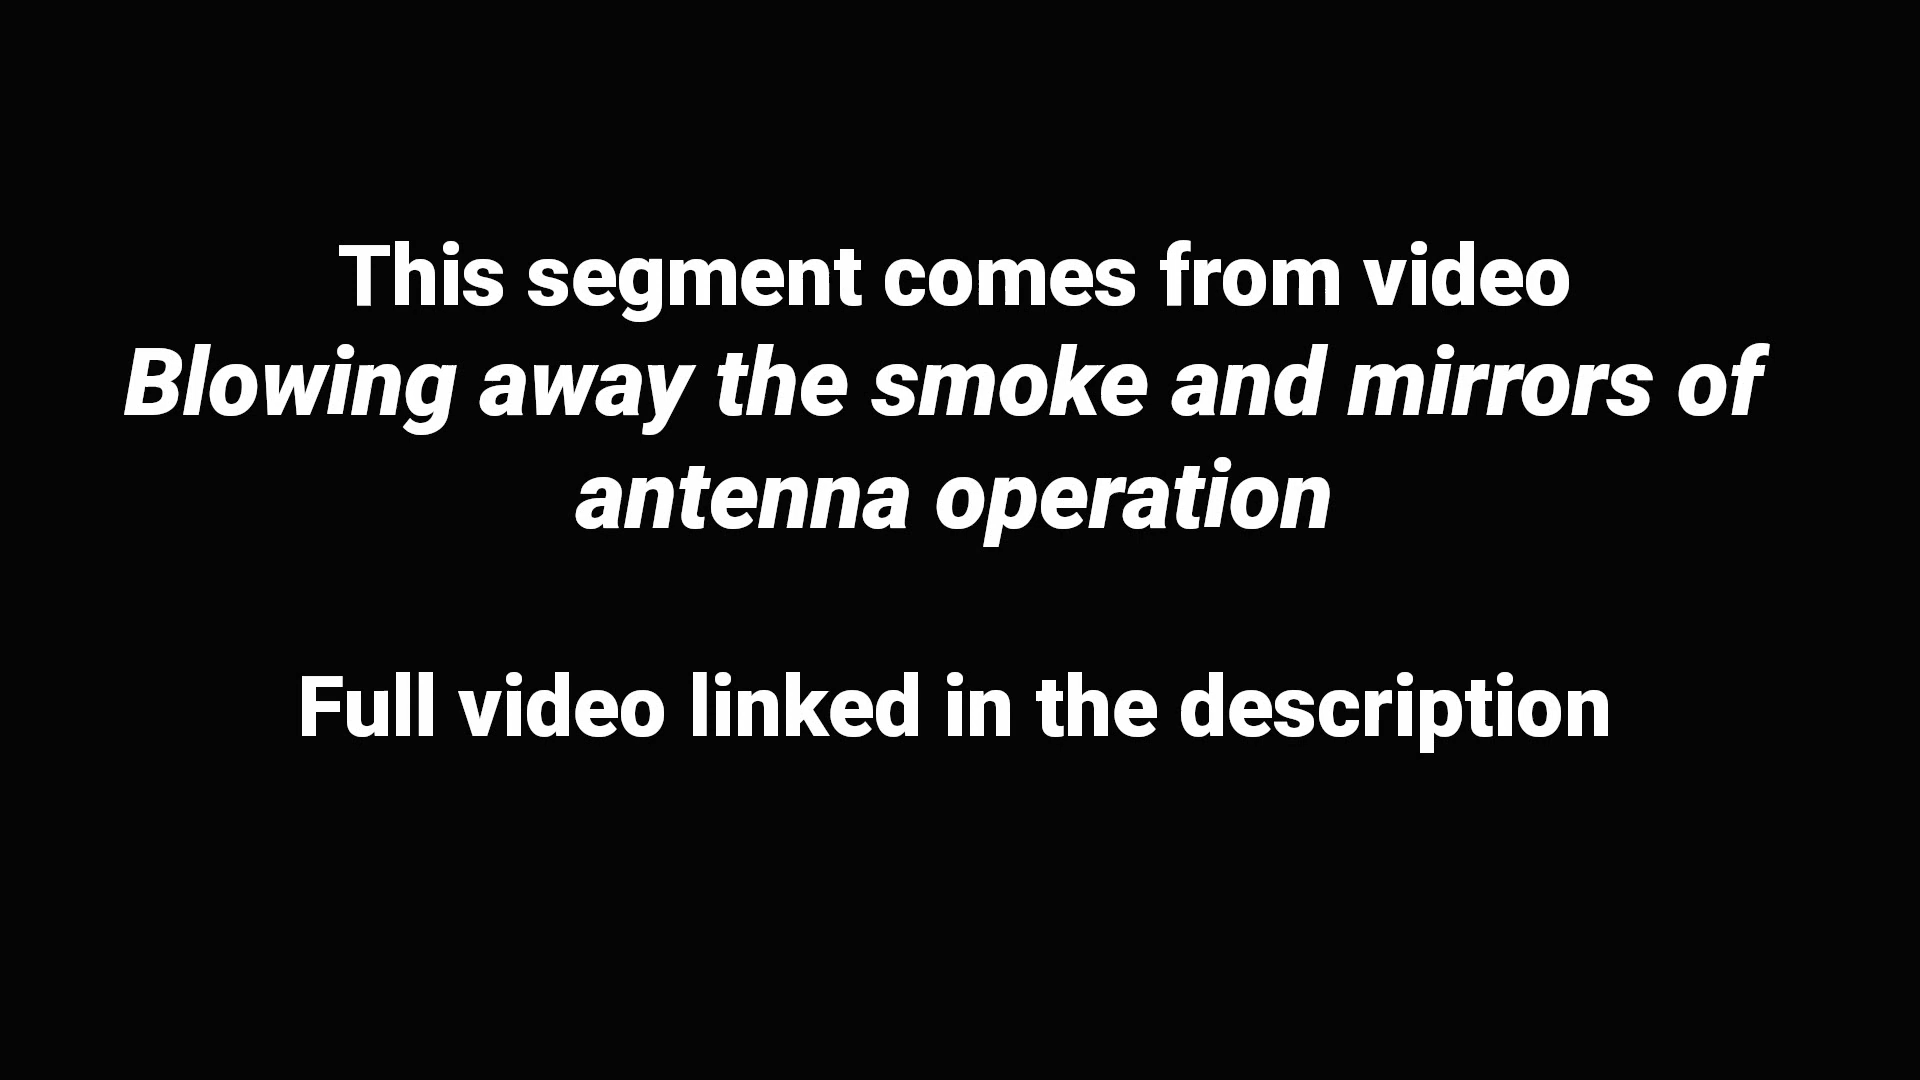 This segment comes from video
Blowing away the smoke and mirrors of
antenna operation
Full video linked in the description